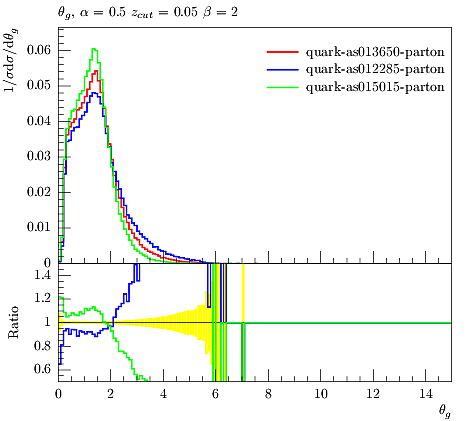 θg, α = 0.5 zcut = 0.05 β = 2
1/σdσ/dθg
0.06
0.05
0.04
0.03
0.02
0.01
0
quark-as013650-parton
quark-as012285-parton
quark-as015015-parton
Ratio
1.4
1.2
1
0.8
0.6
0 2 4 6 8 10 12 14
θg